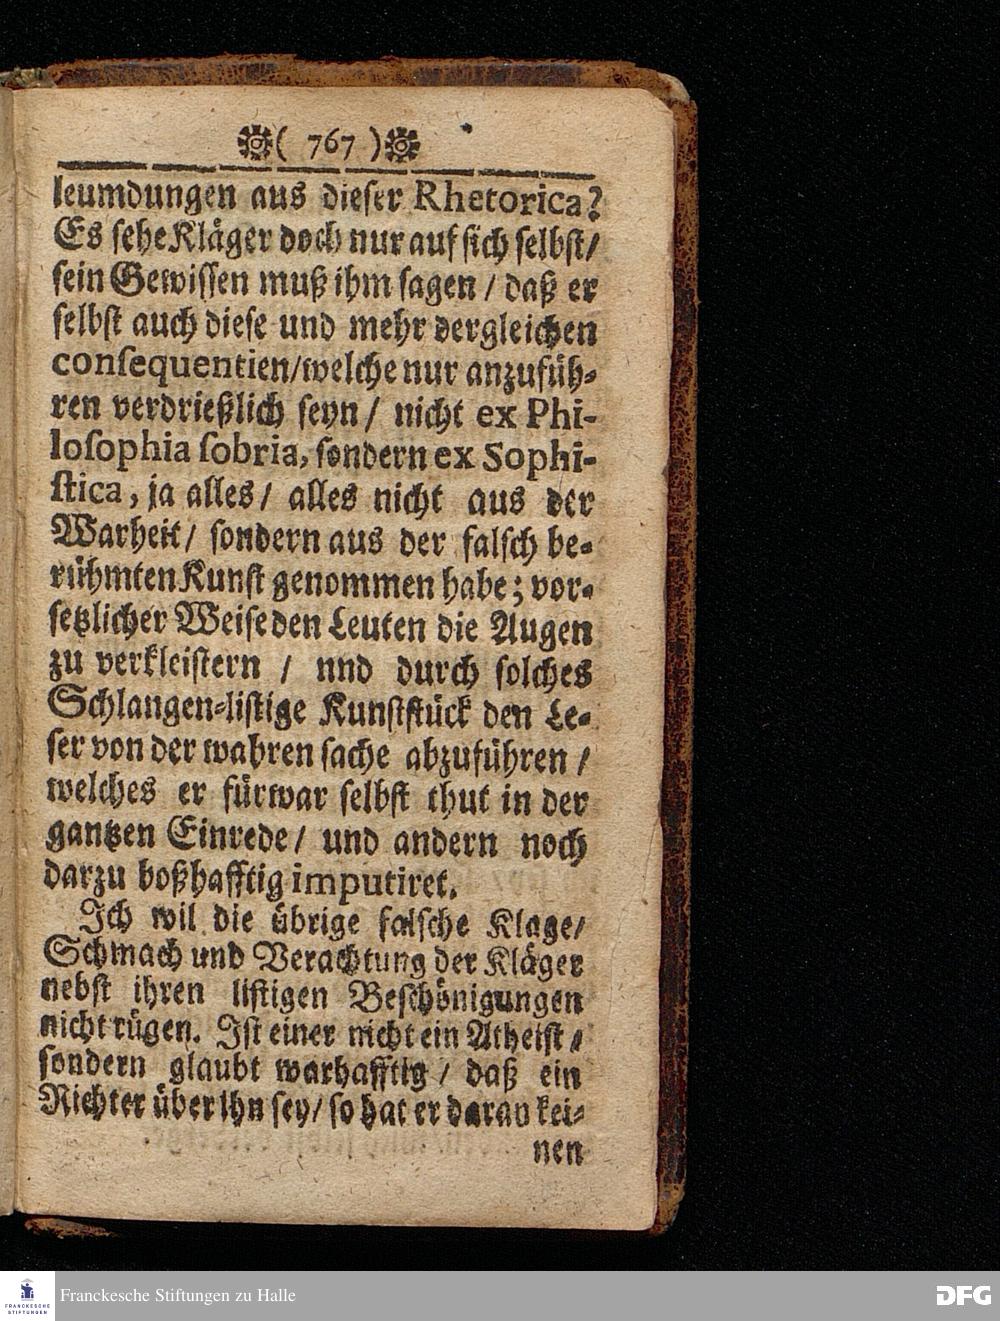 ( 767 )
leumdungen aus dieser Rhetorica?
Es sehe Kläger doch nur auf sich selbst/
sein Gewissen muß ihm sagen / daß er
selbst auch diese und mehr dergleichen
consequentien/welche nur anzufüh-
ren verdrießlich seyn / nicht ex Phi-
losophia sobria, sondern ex Sophi-
stica, ja alles / alles nicht aus der
Warheit / sondern aus der falsch be-
rühmten Kunst genommen habe; vor-
setzlicher Weise den Leuten die Augen
zu verkleistern / nnd durch solches
Schlangen-listige Kunststück den Le-
ser von der wahren sache abzuführen /
welches er fürwar selbst thut in der
gantzen Einrede / und andern noch
darzu boßhafftig imputiret.
Ich wil die übrige falsche Klage/
Schmach und Verachtung der Kläger
nebst ihren listigen Beschönigungen
nicht rügen. Ist einer nicht ein Atheist /
sondern glaubt warhafftig / daß ein
Richter über ihn sey / so hat er daran kei-
nen
FRANCKESCHE STIFTUNGEN
Franckesche Stiftungen zu Halle
DFG